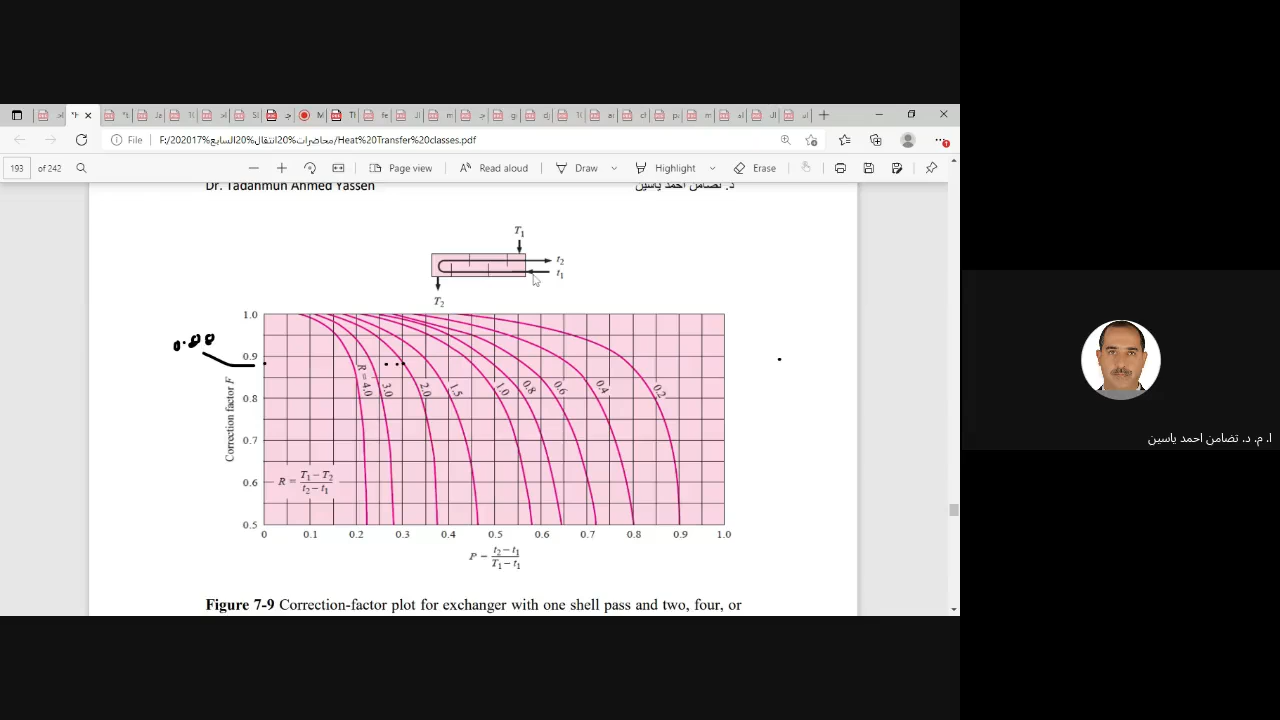 File
F:/202017%20محاضرات%20انتقال%20السابع/Heat%20Transfer%20classes.pdf
193 of 242
Page view
Read aloud
Draw
Highlight
Erase
Dr. Tadahmun Ahmed Yassen
د. تضامن احمد ياسين
T1
t2
t1
T2
1.0
0.9
0.8
0.7
0.6
0.5
Correction factor F
R = 4.0
3.0
2.0
1.5
1.0
0.8
0.6
0.4
0.2
R = T1 − T2
t2 − t1
0 0.1 0.2 0.3 0.4 0.5 0.6 0.7 0.8 0.9 1.0
P = t2 − t1
T1 − t1
Figure 7-9 Correction-factor plot for exchanger with one shell pass and two, four, or
ا. م. د. تضامن احمد ياسين